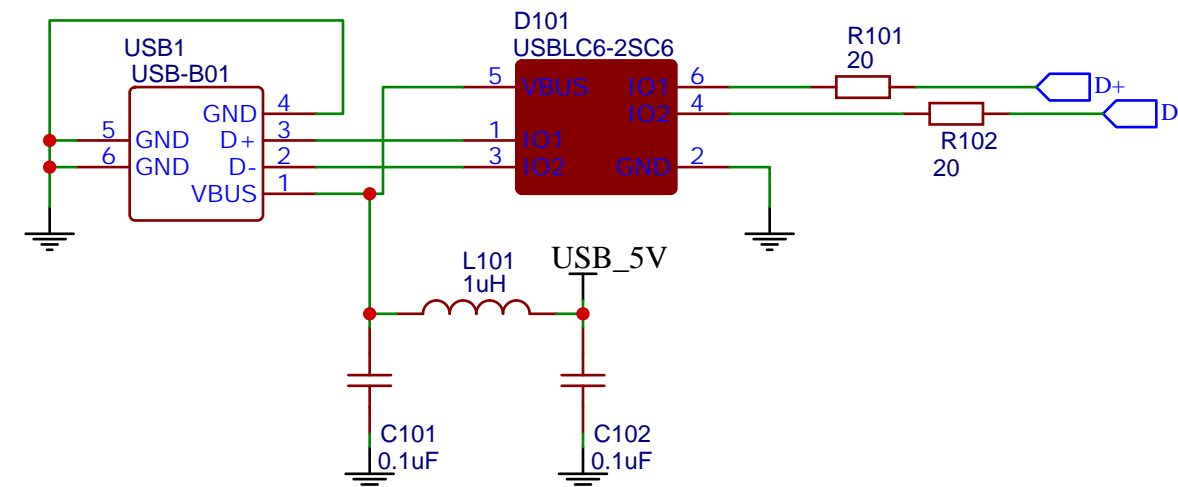 USB1
USB-B01
GND
4
5
GND
D+
3
6
GND
D-
2
VBUS
1
D101
USBLC6-2SC6
5
VBUS
IO1
6
IO2
4
1
IO1
3
IO2
GND
2
R101
20
D+
D
R102
20
L101
1uH
USB_5V
C101
0.1uF
C102
0.1uF